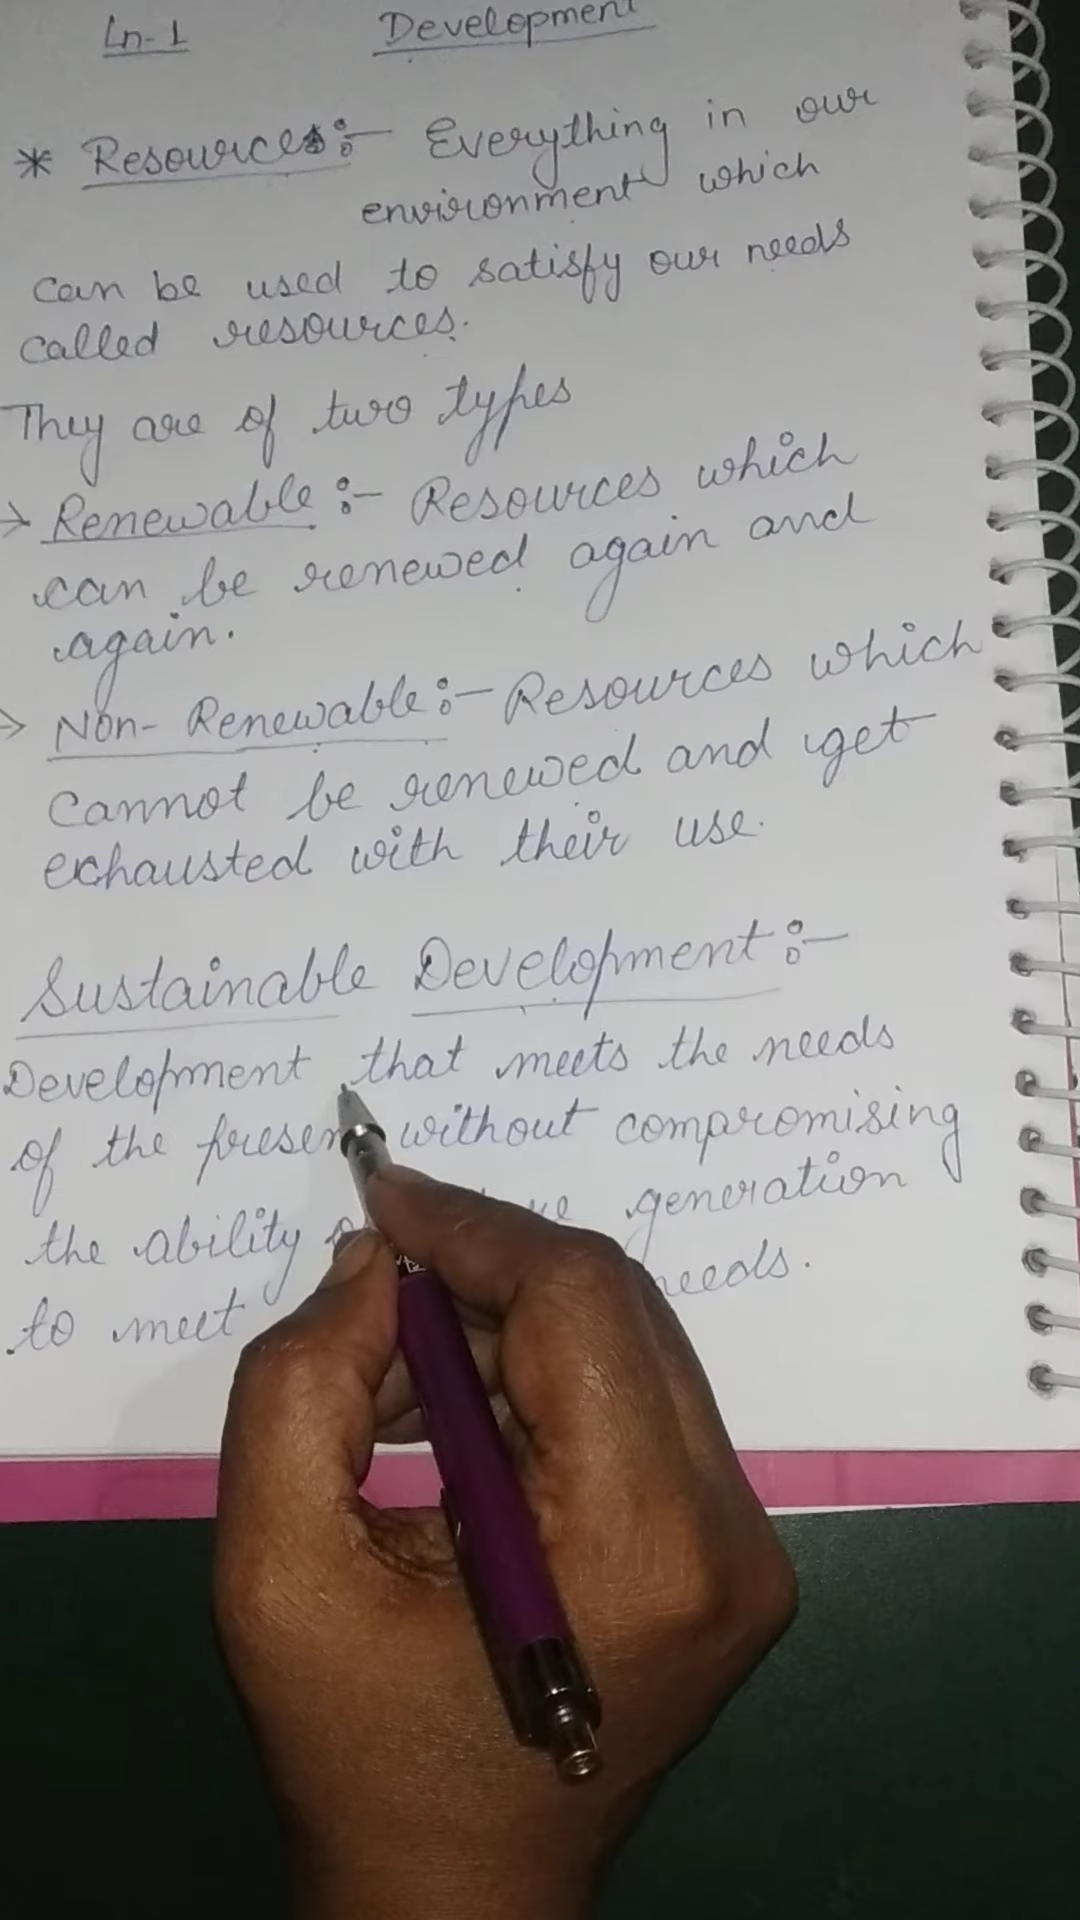 Ln-1 Development
* Resources:- Everything in our
environment which
can be used to satisfy our needs
called resources.
They are of two types
→ Renewable :- Resources which
can be renewed again and
again.
→ Non-Renewable:- Resources which
cannot be renewed and get
exhausted with their use.
Sustainable Development:-
Development that meets the needs
of the present without compromising
the ability generation
to meet needs.